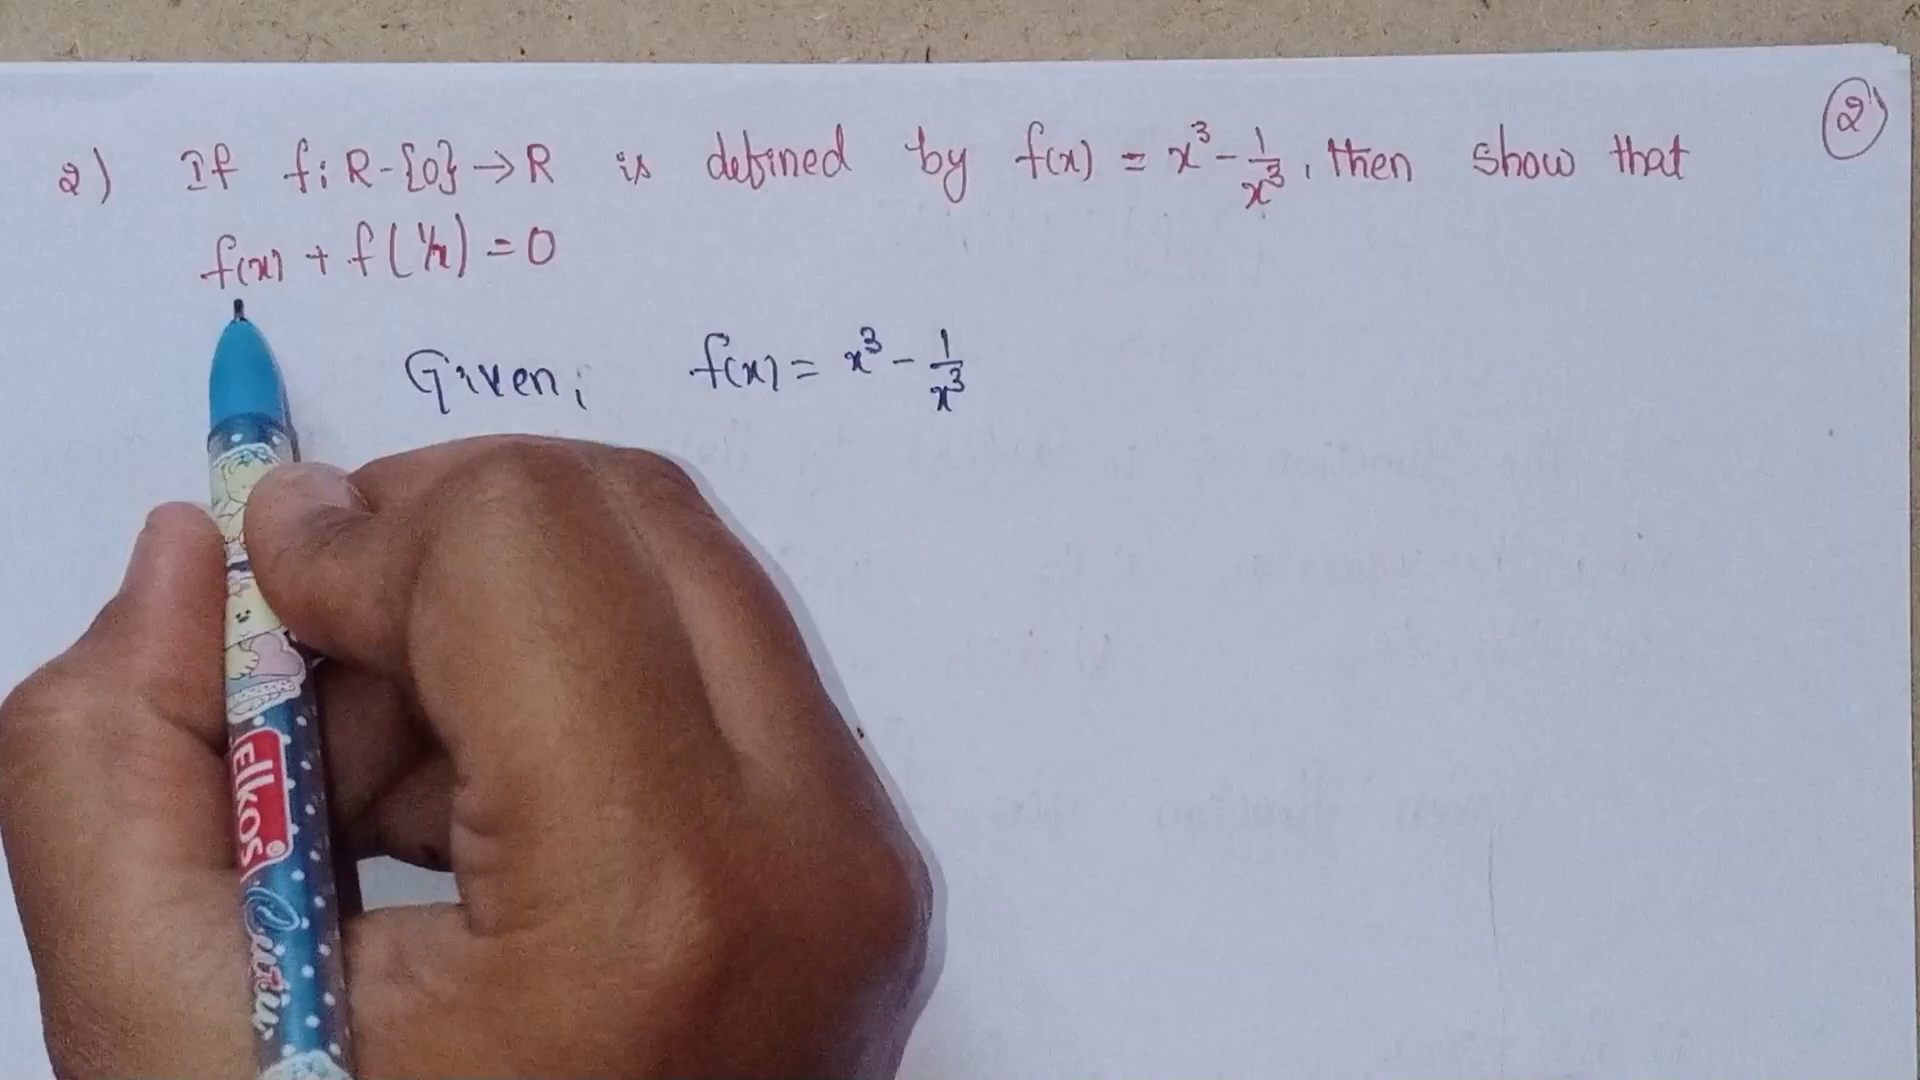 2
2) If f: R-{0} → R is defined by f(x) = x³ - 1/x³, then show that
f(x) + f(1/x) = 0
Given, f(x) = x³ - 1/x³
Elkos